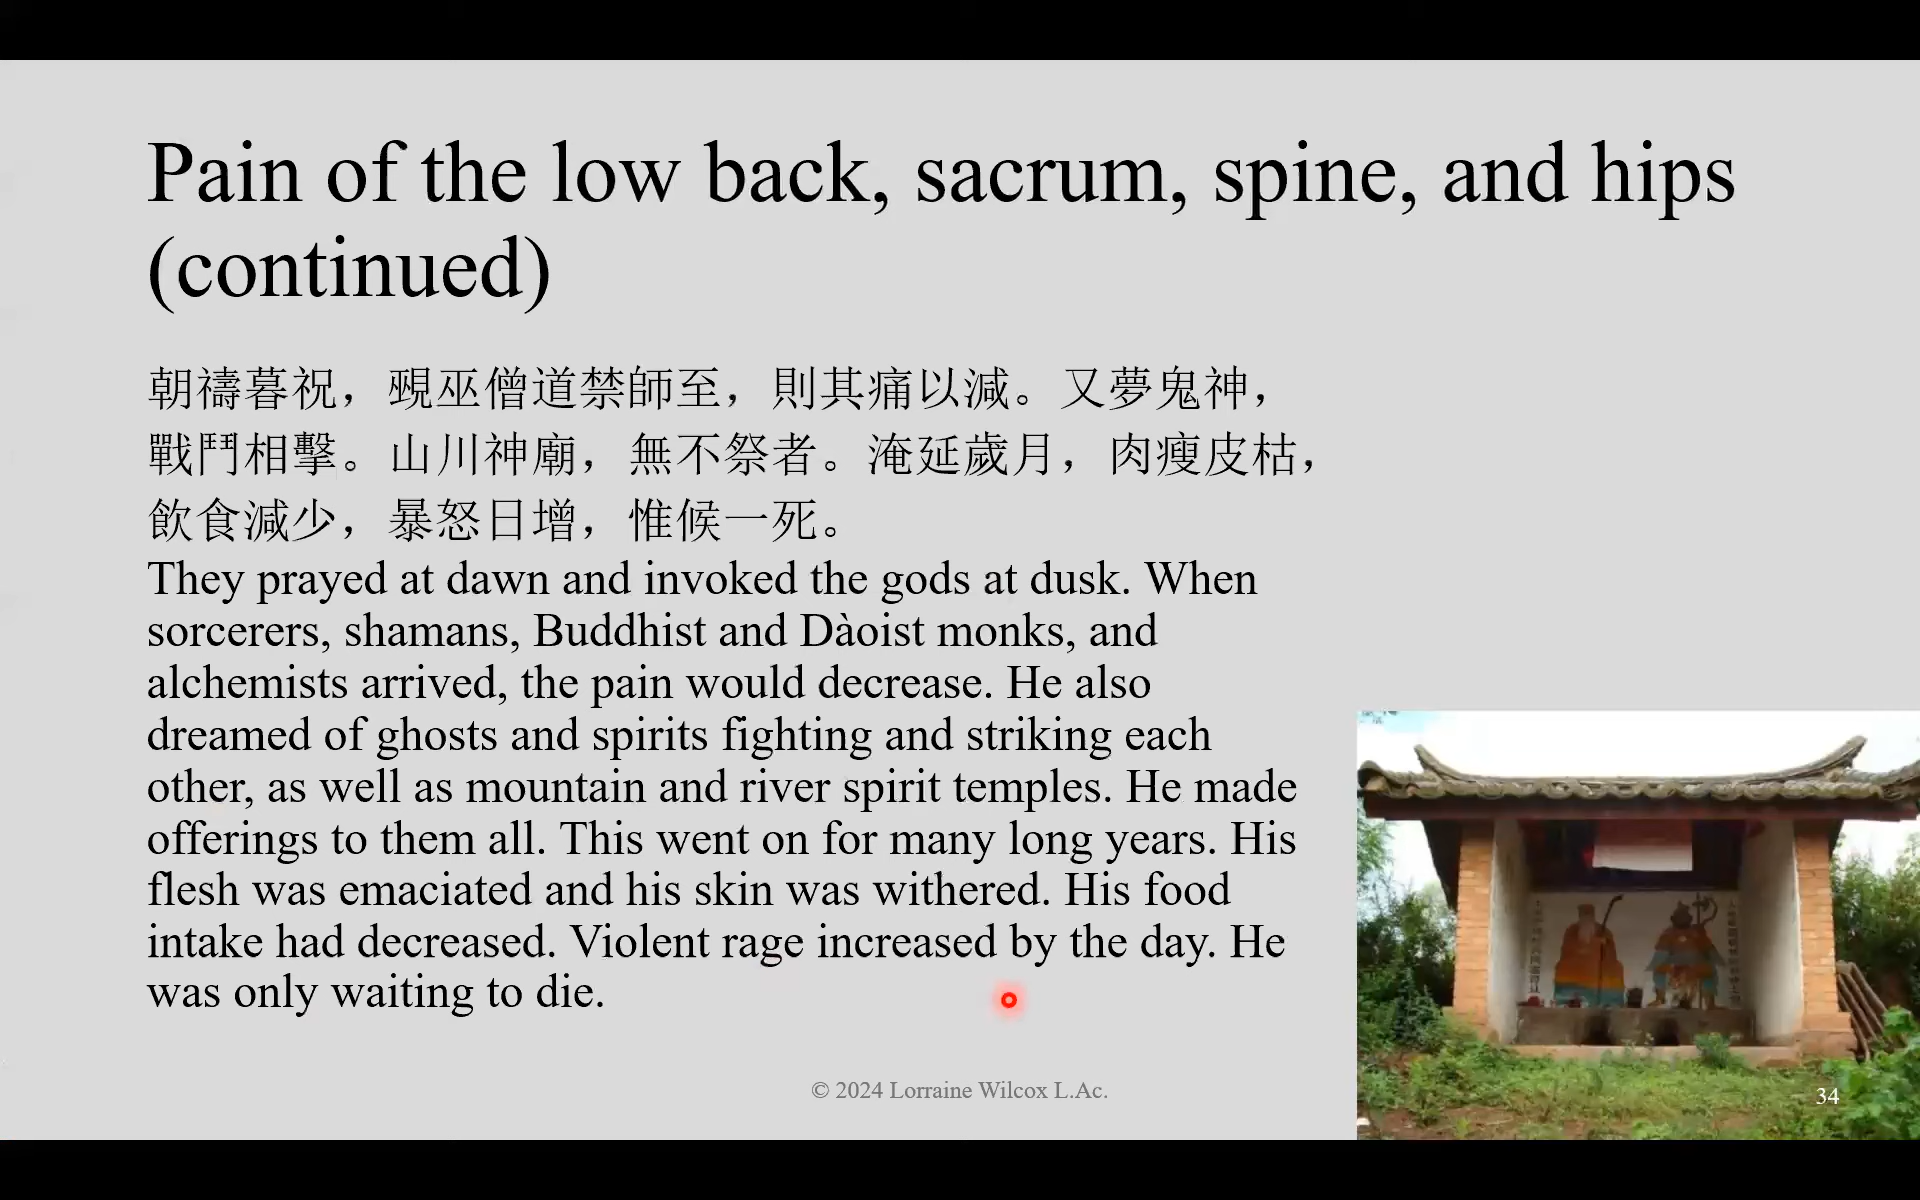 Pain of the low back, sacrum, spine, and hips
(continued)
朝禱暮祝，覡巫僧道禁師至，則其痛以減。又夢鬼神，
戰鬥相擊。山川神廟，無不祭者。淹延歲月，肉瘦皮枯，
飲食減少，暴怒日增，惟候一死。
They prayed at dawn and invoked the gods at dusk. When
sorcerers, shamans, Buddhist and Dàoist monks, and
alchemists arrived, the pain would decrease. He also
dreamed of ghosts and spirits fighting and striking each
other, as well as mountain and river spirit temples. He made
offerings to them all. This went on for many long years. His
flesh was emaciated and his skin was withered. His food
intake had decreased. Violent rage increased by the day. He
was only waiting to die.
© 2024 Lorraine Wilcox L.Ac.
34